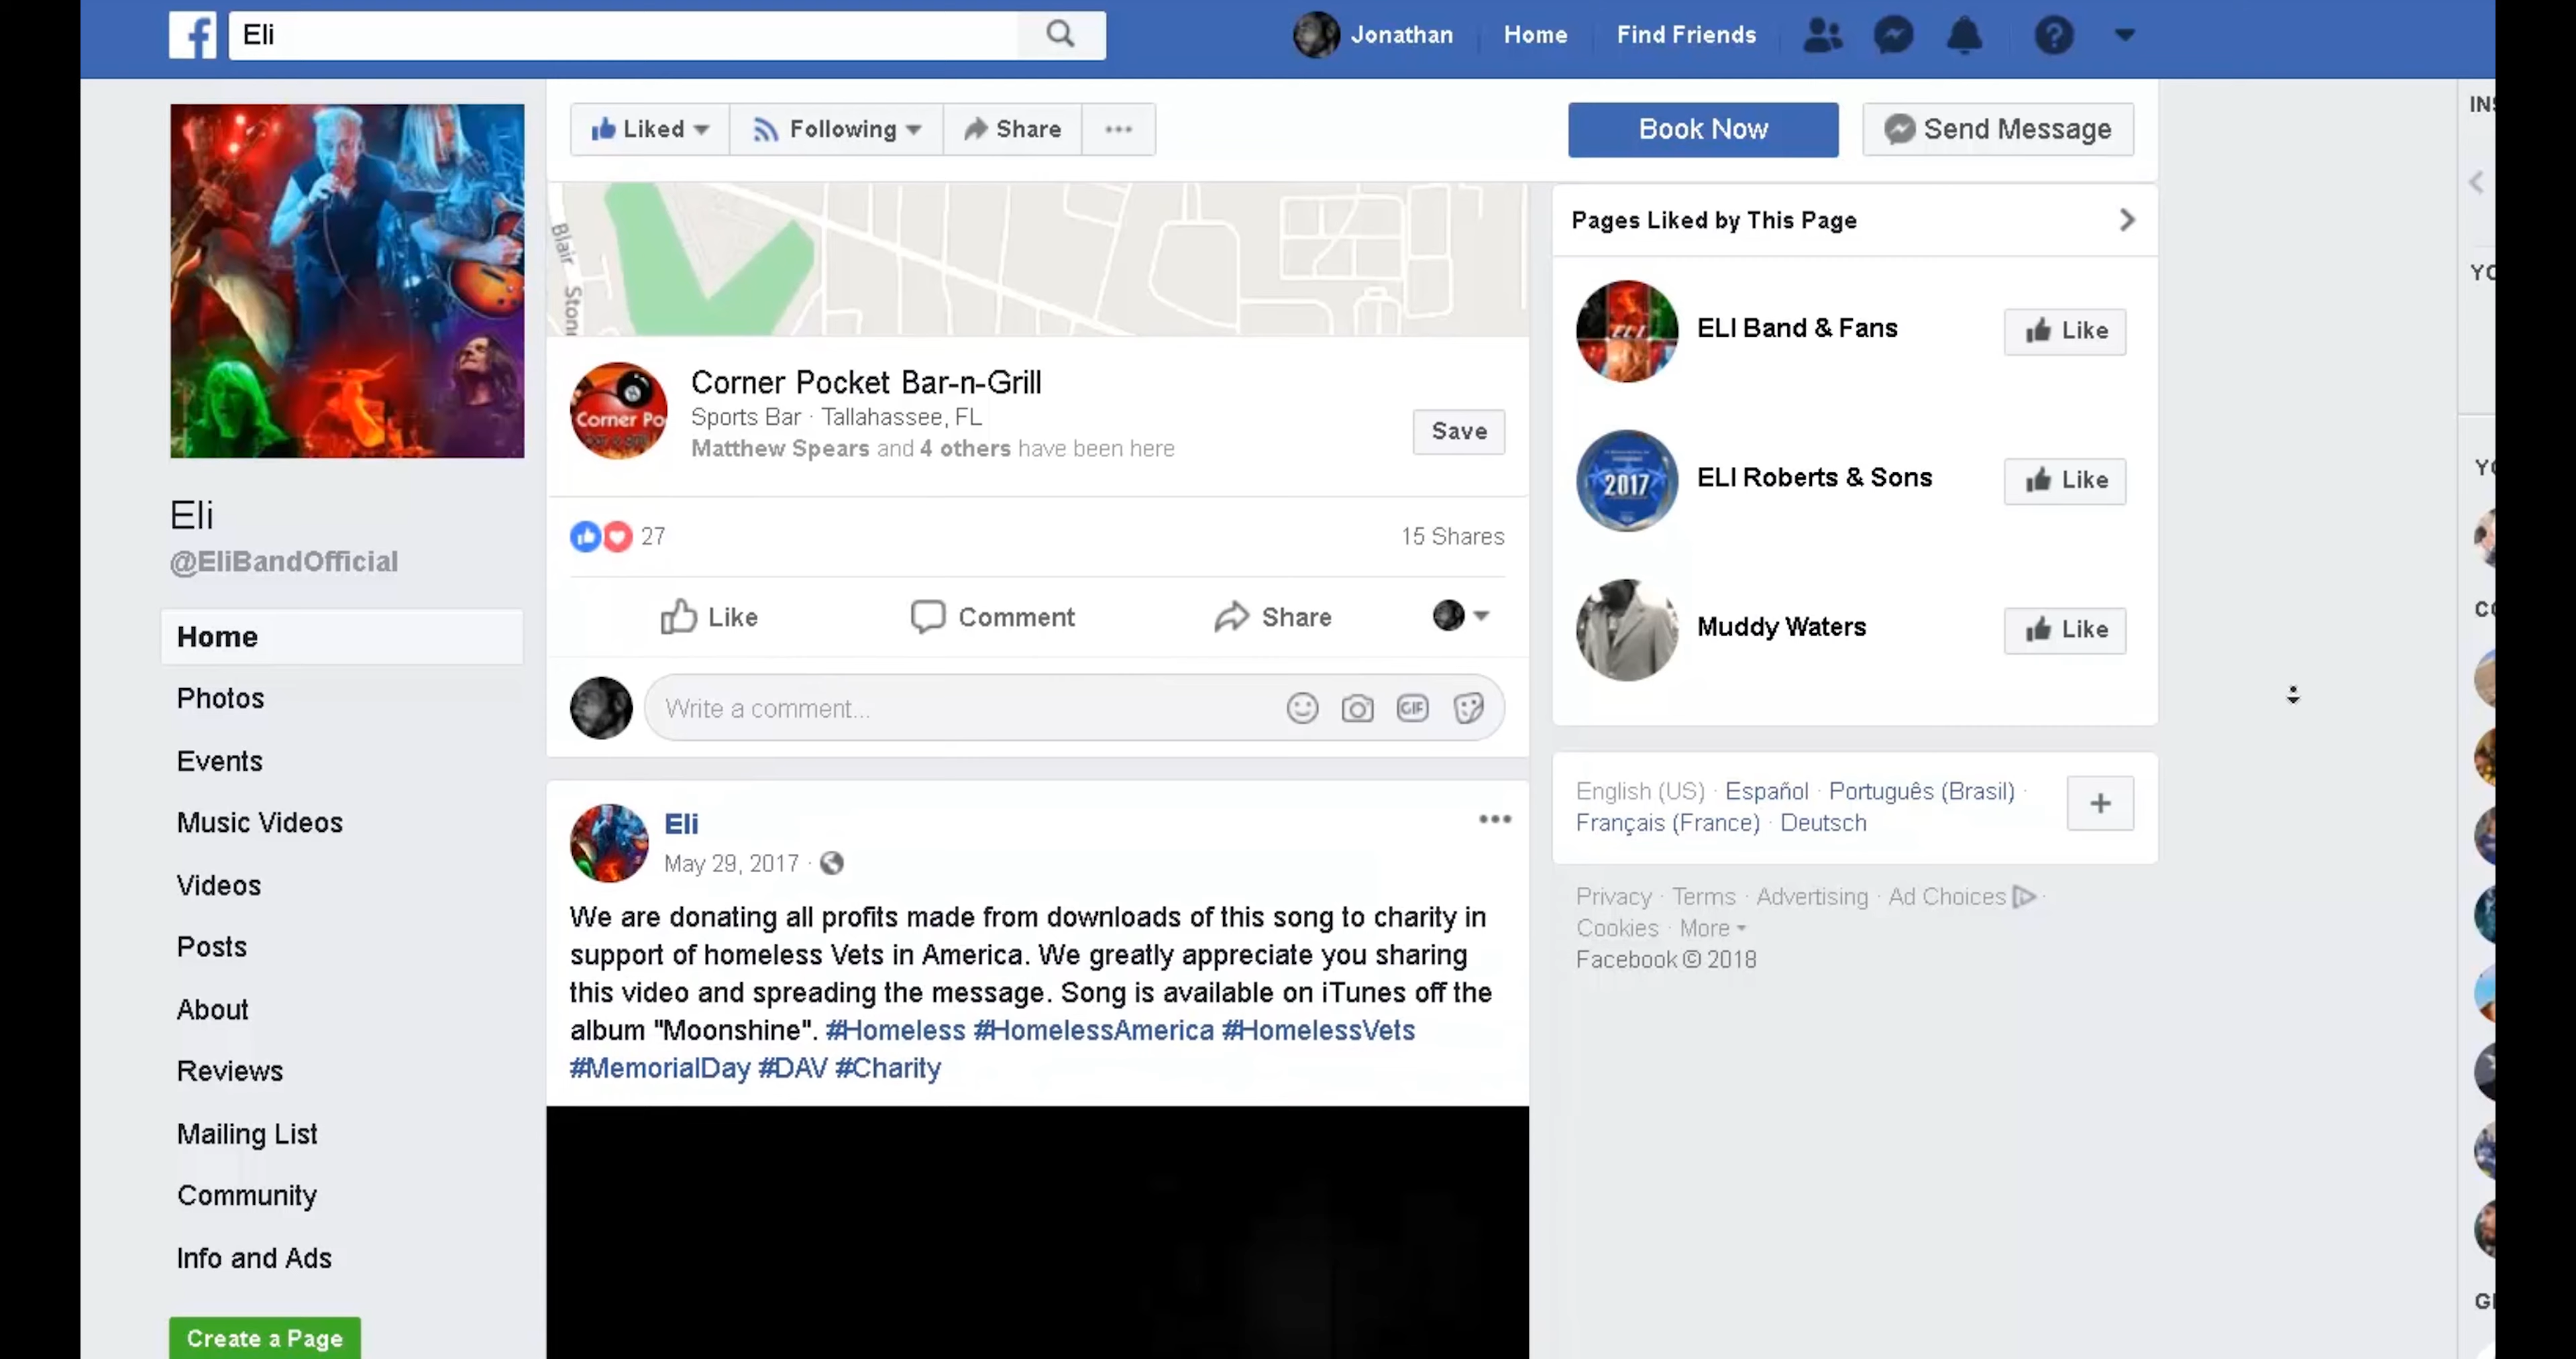 Eli
Jonathan
Home
Find Friends
Liked
Following
Share
Book Now
Send Message
Eli
@EliBandOfficial
Home
Photos
Events
Music Videos
Videos
Posts
About
Reviews
Mailing List
Community
Info and Ads
Create a Page
Blair
Corner Pocket Bar-n-Grill
Sports Bar · Tallahassee, FL
Matthew Spears and 4 others have been here
Save
27
15 Shares
Like
Comment
Share
Write a comment...
GIF
Eli
May 29, 2017 ·
We are donating all profits made from downloads of this song to charity in
support of homeless Vets in America. We greatly appreciate you sharing
this video and spreading the message. Song is available on iTunes off the
album "Moonshine". #Homeless #HomelessAmerica #HomelessVets
#MemorialDay #DAV #Charity
Pages Liked by This Page
ELI Band & Fans
Like
ELI Roberts & Sons
2017
Like
Muddy Waters
Like
English (US) · Español · Português (Brasil) ·
Français (France) · Deutsch
Privacy · Terms · Advertising · Ad Choices ·
Cookies · More
Facebook © 2018